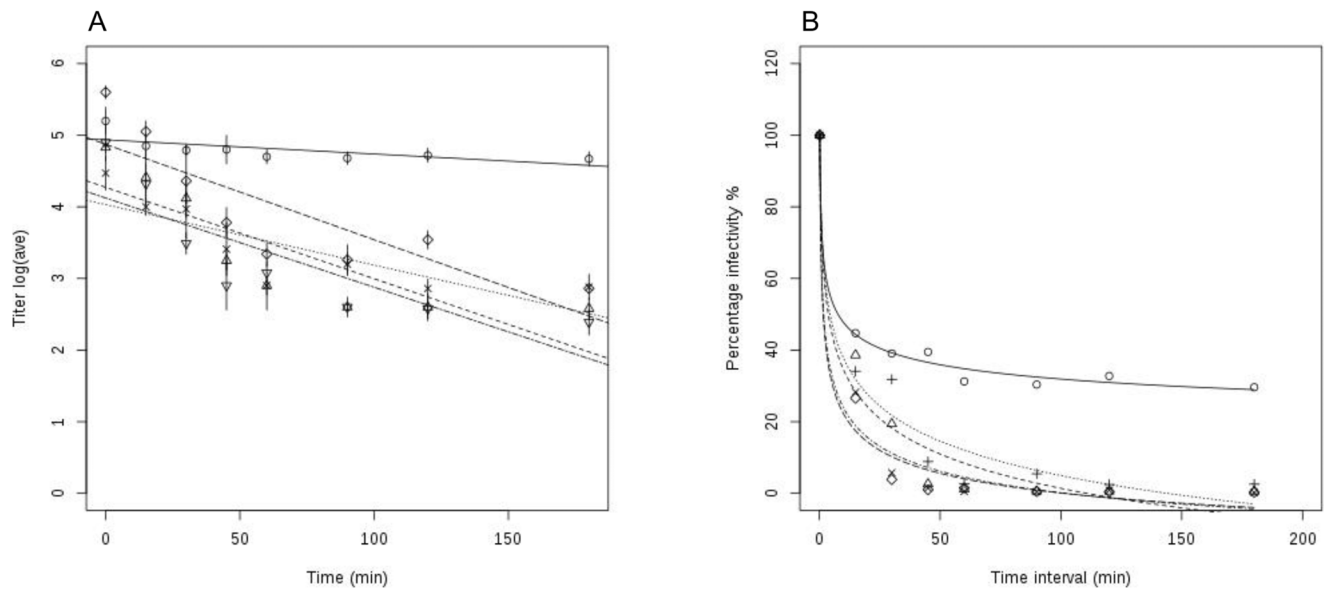 A
B
Titer log(ave)
6
5
4
3
2
1
0
0 50 100 150
Time (min)
Percentage infectivity %
120
100
80
60
40
20
0
0 50 100 150 200
Time interval (min)